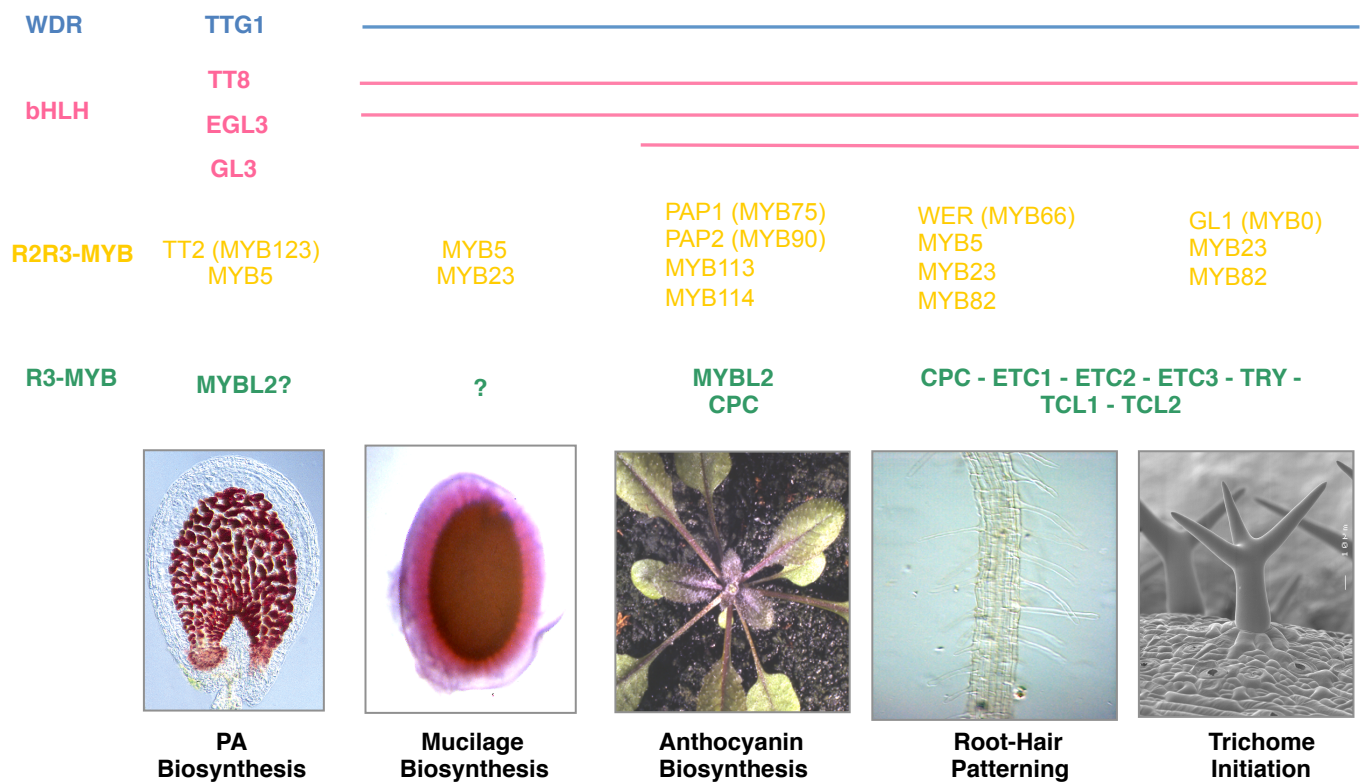 WDR TTG1
TT8
bHLH
EGL3
GL3
PAP1 (MYB75)
PAP2 (MYB90)
MYB113
MYB114
WER (MYB66)
MYB5
MYB23
MYB82
GL1 (MYB0)
MYB23
MYB82
R2R3-MYB
TT2 (MYB123)
MYB5
MYB5
MYB23
R3-MYB
MYBL2?
?
MYBL2
CPC
CPC - ETC1 - ETC2 - ETC3 - TRY -
TCL1 - TCL2
PA
Biosynthesis
Mucilage
Biosynthesis
Anthocyanin
Biosynthesis
Root-Hair
Patterning
Trichome
Initiation